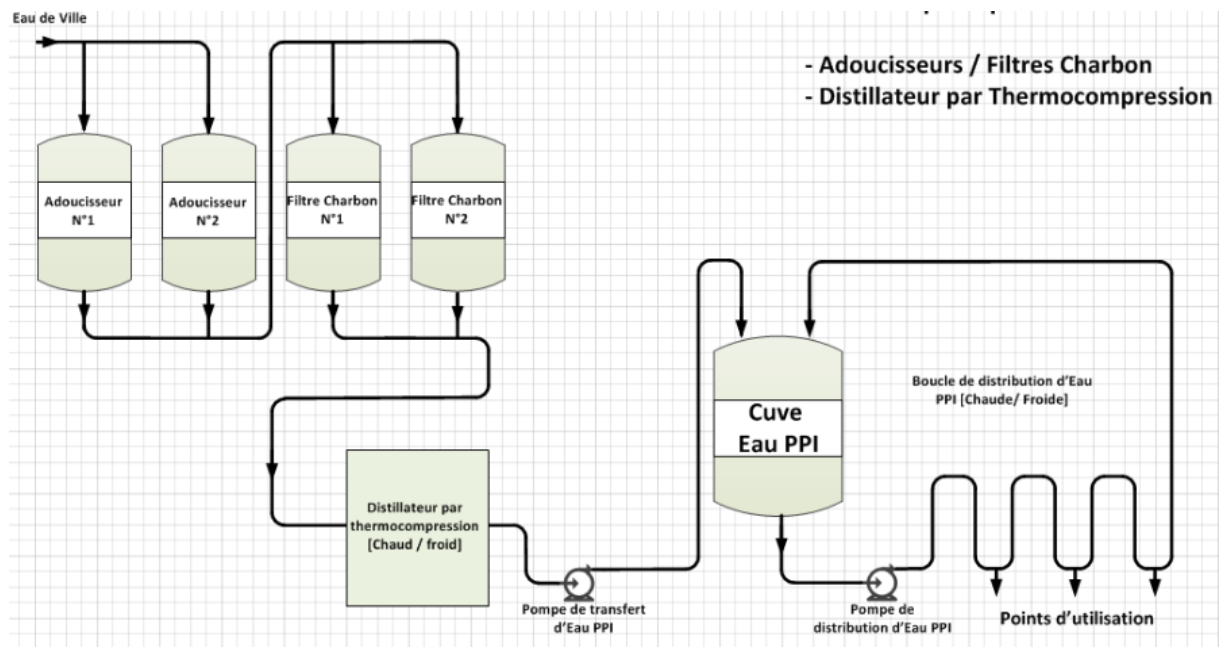 Eau de Ville
- Adoucisseurs / Filtres Charbon
- Distillateur par Thermocompression
Adoucisseur
N°1
Adoucisseur
N°2
Filtre Charbon
N°1
Filtre Charbon
N°2
Cuve
Eau PPI
Boucle de distribution d'Eau
PPI [Chaude/ Froide]
Distillateur par
thermocompression
[Chaud / froid]
Pompe de transfert
d'Eau PPI
Pompe de
distribution d'Eau PPI
Points d'utilisation